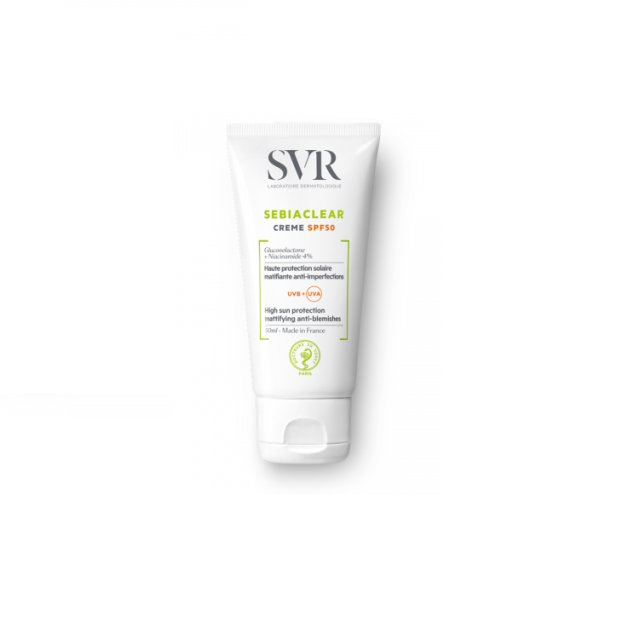 SVR
LABORATOIRE DERMATOLOGIQUE
SEBIACLEAR
CREME SPF50
Gluconolactone
+ Niacinamide 4%
Haute protection solaire
matifiante anti-imperfections
UVB + UVA
High sun protection
mattifying anti-blemishes
Made in France
PARIS